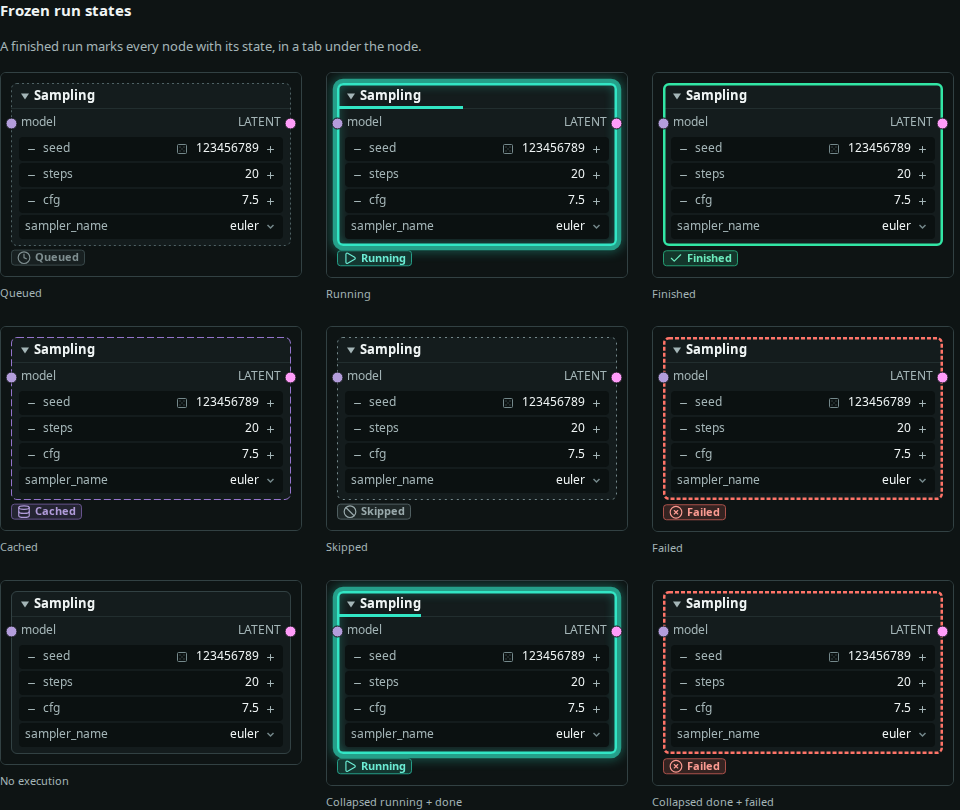 Frozen run states
A finished run marks every node with its state, in a tab under the node.
Sampling
model LATENT
– seed 123456789 +
– steps 20 +
– cfg 7.5 +
sampler_name euler
Queued
Queued
Sampling
model LATENT
– seed 123456789 +
– steps 20 +
– cfg 7.5 +
sampler_name euler
Running
Running
Sampling
model LATENT
– seed 123456789 +
– steps 20 +
– cfg 7.5 +
sampler_name euler
Finished
Finished
Sampling
model LATENT
– seed 123456789 +
– steps 20 +
– cfg 7.5 +
sampler_name euler
Cached
Cached
Sampling
model LATENT
– seed 123456789 +
– steps 20 +
– cfg 7.5 +
sampler_name euler
Skipped
Skipped
Sampling
model LATENT
– seed 123456789 +
– steps 20 +
– cfg 7.5 +
sampler_name euler
Failed
Failed
Sampling
model LATENT
– seed 123456789 +
– steps 20 +
– cfg 7.5 +
sampler_name euler
No execution
Sampling
model LATENT
– seed 123456789 +
– steps 20 +
– cfg 7.5 +
sampler_name euler
Running
Collapsed running + done
Sampling
model LATENT
– seed 123456789 +
– steps 20 +
– cfg 7.5 +
sampler_name euler
Failed
Collapsed done + failed